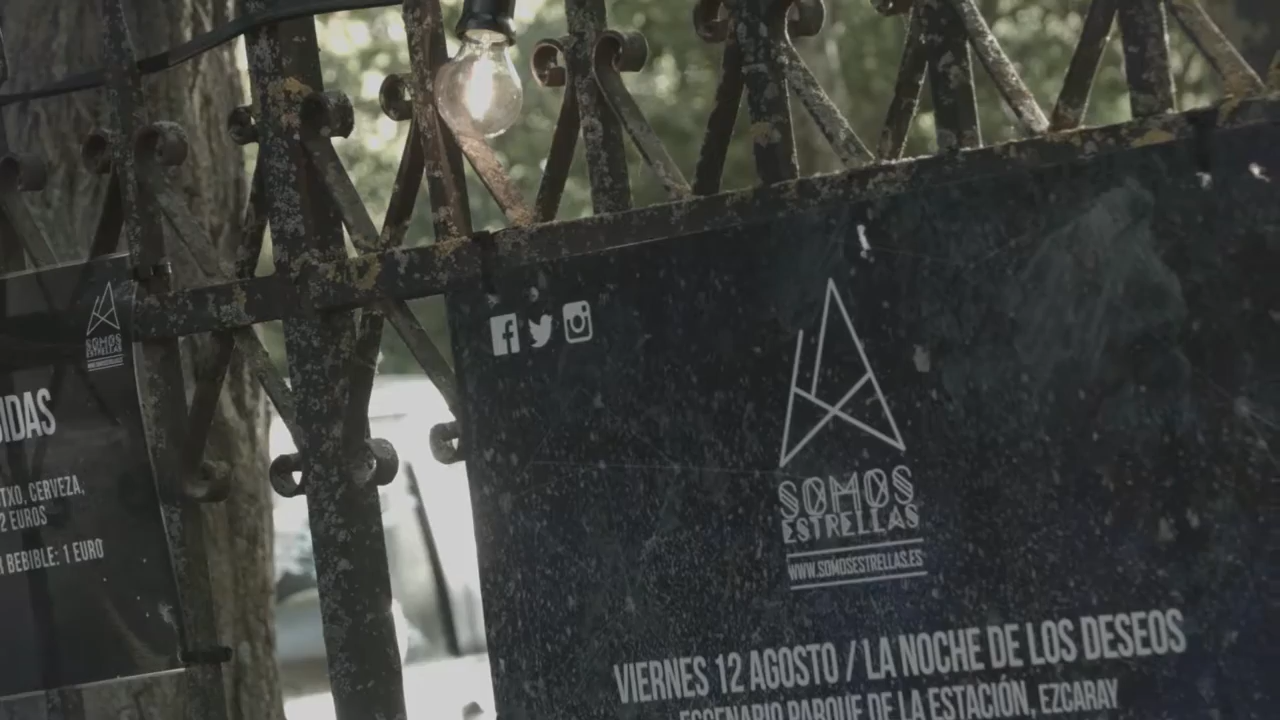 SOMOS
ESTRELLAS
TXO, CERVEZA,
2 EUROS
BEBIBLE: 1 EURO
SOMOS
ESTRELLAS
WWW.SOMOSESTRELLAS.ES
VIERNES 12 AGOSTO / LA NOCHE DE LOS DESEOS
ESCENARIO PARQUE DE LA ESTACIÓN, EZCARAY